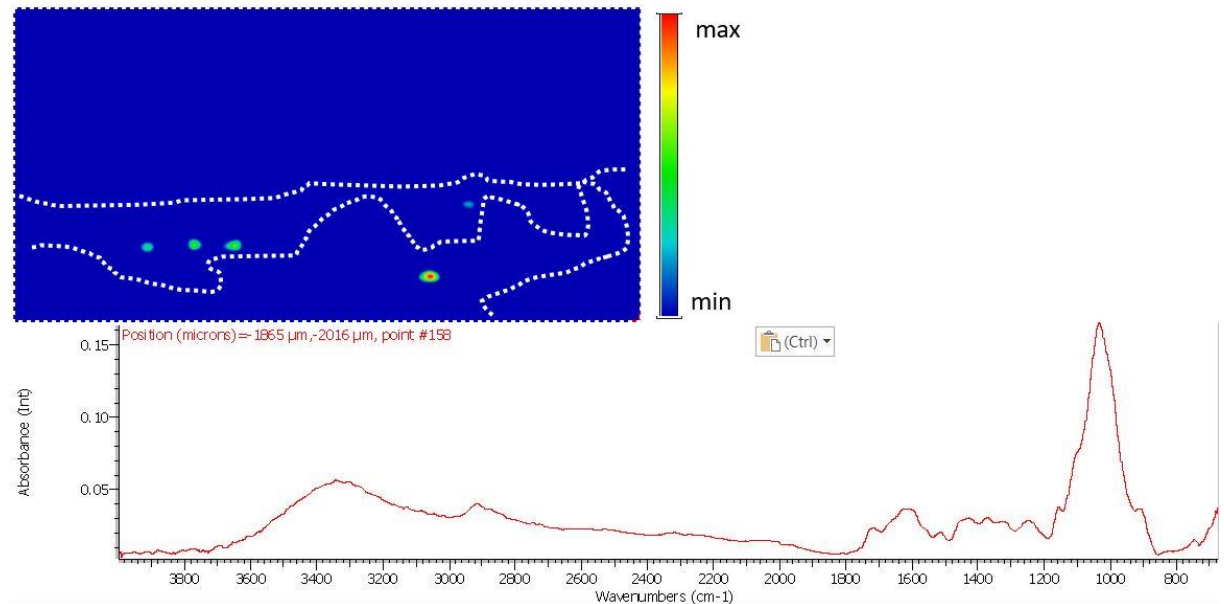 max
min
Position (microns)=-1865 µm,-2016 µm, point #158
(Ctrl)
0.15
0.10
0.05
Absorbance (Int)
3800 3600 3400 3200 3000 2800 2600 2400 2200 2000 1800 1600 1400 1200 1000 800
Wavenumbers (cm-1)